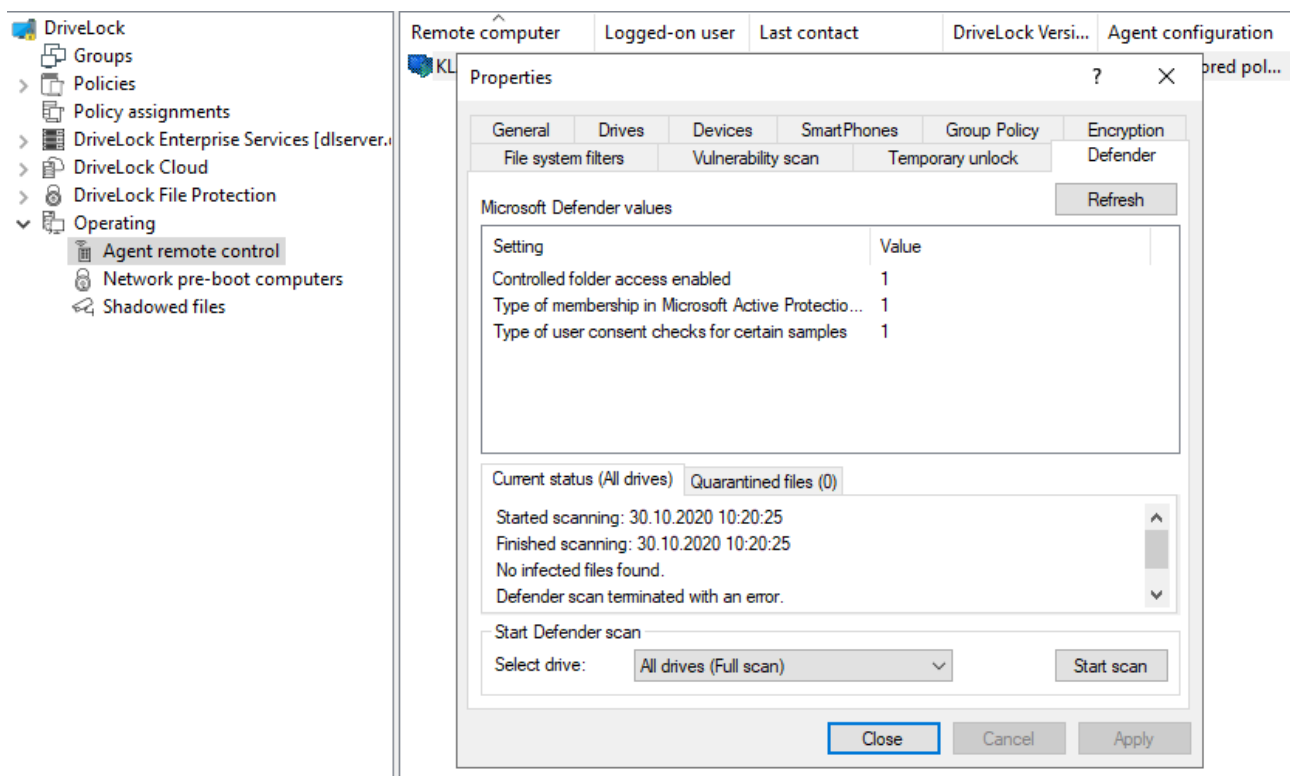 DriveLock
Groups
Policies
Policy assignments
DriveLock Enterprise Services [dlserver.
DriveLock Cloud
DriveLock File Protection
Operating
Agent remote control
Network pre-boot computers
Shadowed files
Remote computer Logged-on user Last contact DriveLock Versi... Agent configuration
KL
ored pol...
Properties
?
General Drives Devices SmartPhones Group Policy Encryption
File system filters Vulnerability scan Temporary unlock Defender
Microsoft Defender values
Refresh
Setting Value
Controlled folder access enabled 1
Type of membership in Microsoft Active Protectio... 1
Type of user consent checks for certain samples 1
Current status (All drives) Quarantined files (0)
Started scanning: 30.10.2020 10:20:25
Finished scanning: 30.10.2020 10:20:25
No infected files found.
Defender scan terminated with an error.
Start Defender scan
Select drive: All drives (Full scan) Start scan
Close Cancel Apply